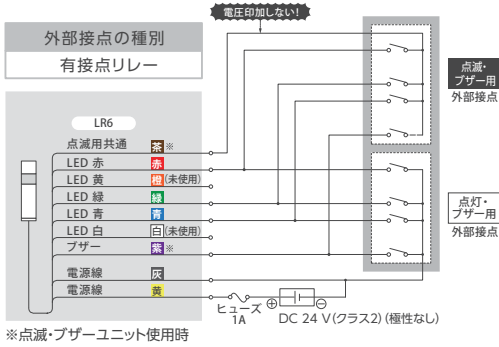 電圧印加しない!
外部接点の種別
有接点リレー
LR6
点滅用共通 茶 ※
LED 赤 赤
LED 黄 橙 (未使用)
LED 緑 緑
LED 青 青
LED 白 白 (未使用)
ブザー 紫 ※
電源線 灰
電源線 黄
点滅・
ブザー用
外部接点
点灯・
ブザー用
外部接点
ヒューズ
1A
⊕ ⊖
DC 24 V(クラス2)(極性なし)
※点滅・ブザーユニット使用時